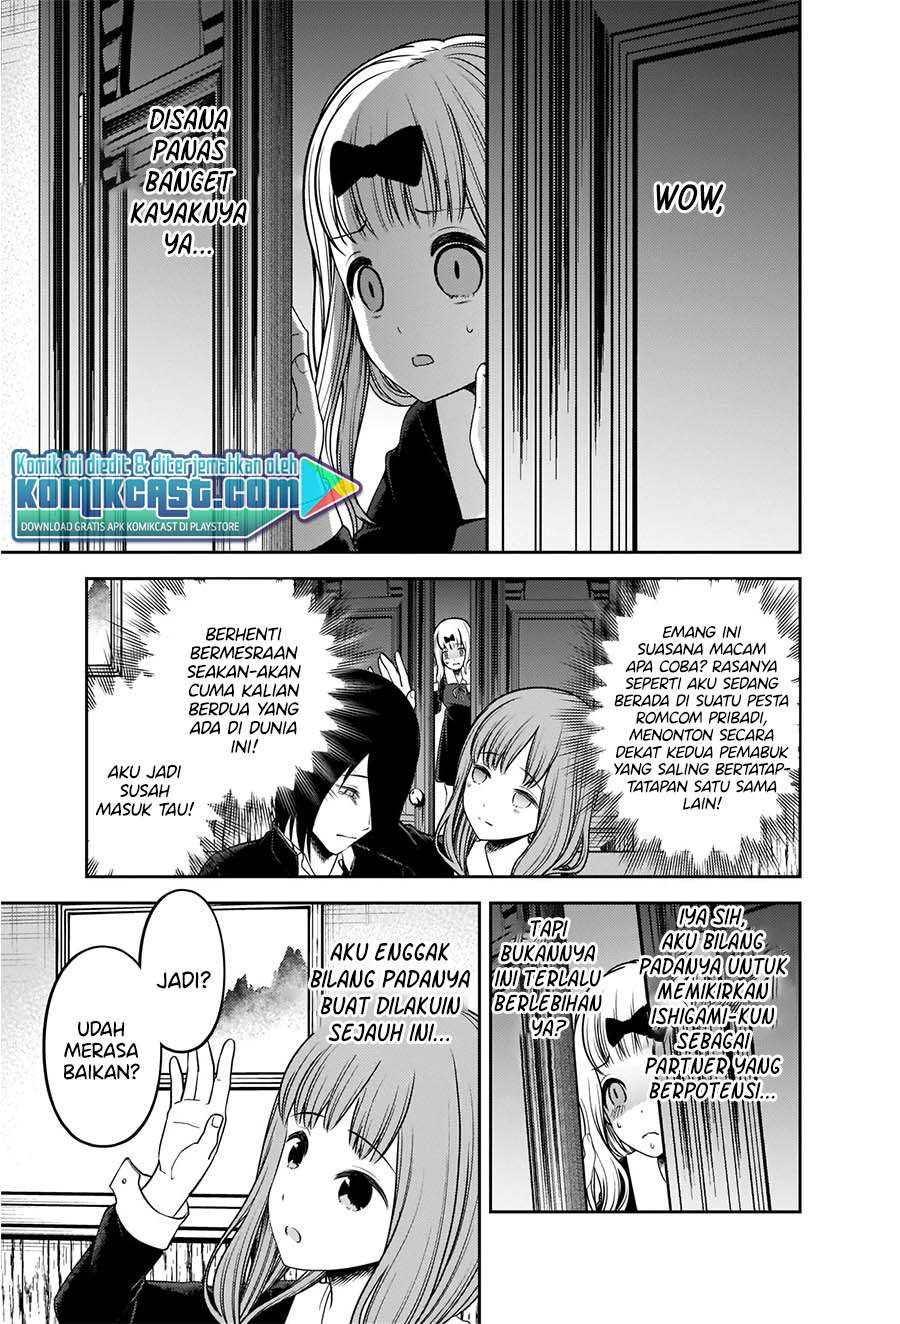 WOW,
DISANA
PANAS
BANGET
KAYAKNYA
YA...
Komik ini diedit & diterjemahkan oleh
KOMIKCAST.COM
DOWNLOAD GRATIS APK KOMIKCAST DI PLAYSTORE
EMANG INI
SUASANA MACAM
APA COBA? RASANYA
SEPERTI AKU SEDANG
BERADA DI SUATU PESTA
ROMCOM PRIBADI,
MENONTON SECARA
DEKAT KEDUA PEMABUK
YANG SALING BERTATAP-
TATAPAN SATU SAMA
LAIN!
BERHENTI
BERMESRAAN
SEAKAN-AKAN
CUMA KALIAN
BERDUA YANG
ADA DI DUNIA
INI!
AKU JADI
SUSAH
MASUK TAU!
IYA SIH,
AKU BILANG
PADANYA UNTUK
MEMIKIRKAN
ISHIGAMI-KUN
SEBAGAI
PARTNER YANG
BERPOTENSI...
TAPI
BUKANNYA
INI TERLALU
BERLEBIHAN
YA?
AKU ENGGAK
BILANG PADANYA
BUAT DILAKUIN
SEJAUH INI...
JADI?
UDAH
MERASA
BAIKAN?